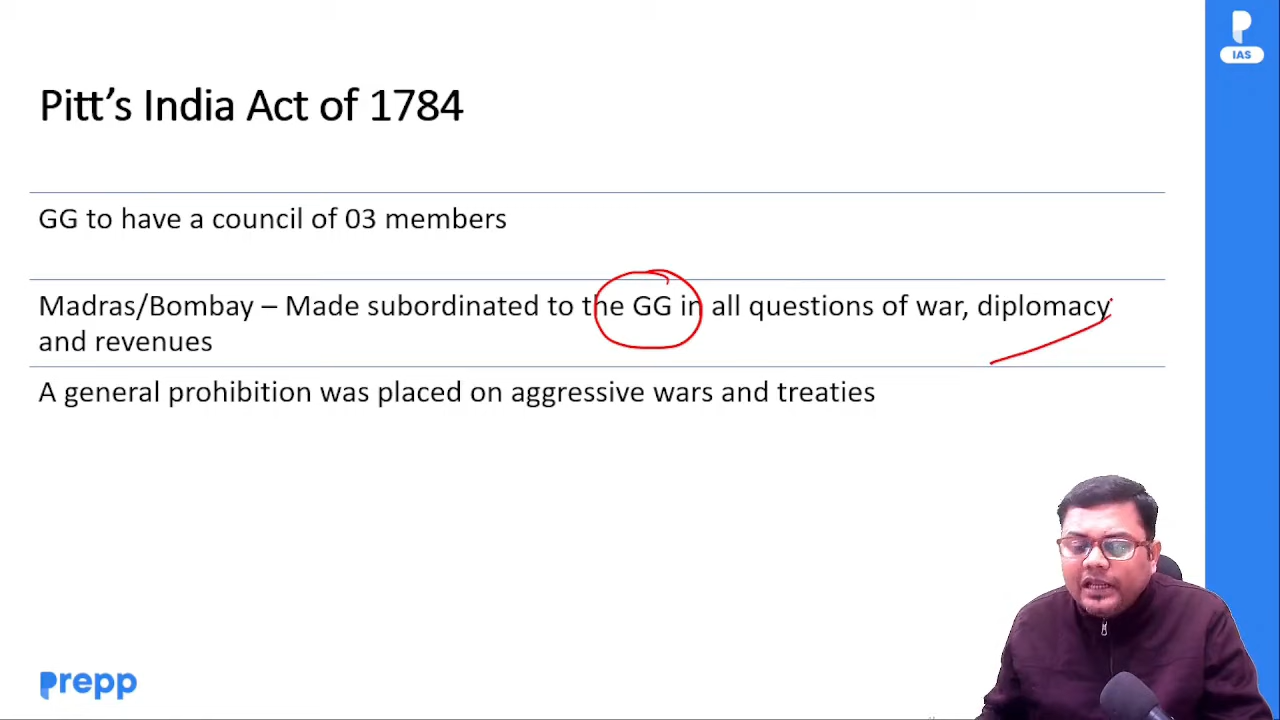 IAS
Pitt’s India Act of 1784
GG to have a council of 03 members
Madras/Bombay – Made subordinated to the GG in all questions of war, diplomacy
and revenues
A general prohibition was placed on aggressive wars and treaties
prepp